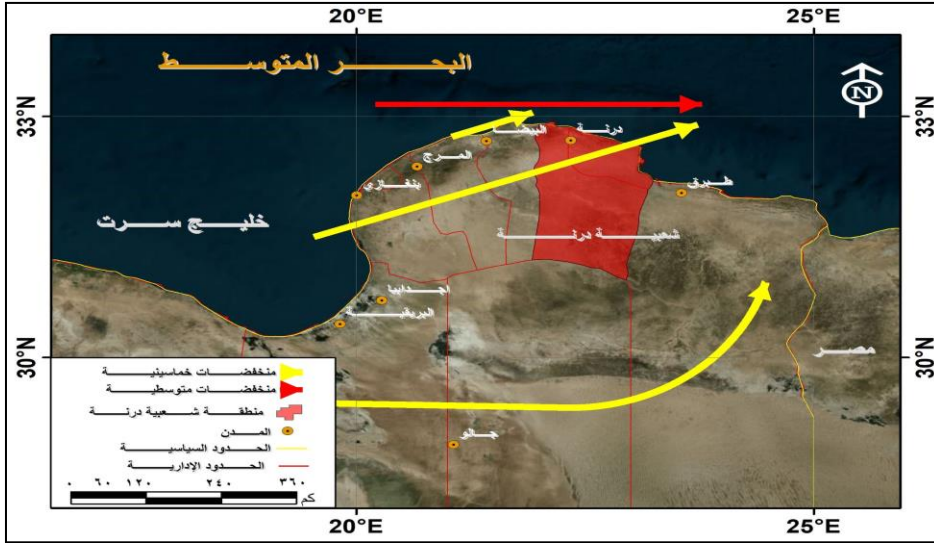 20°E 25°E
البحر المتوسط
N
33°N 33°N
درنة
البيضاء
المرج
طبرق
بنغازي
خليج سرت
شعبية درنة
اجدابيا
البريقة
مصر
30°N 30°N
جالو
منخفضات خماسينية
منخفضات متوسطية
منطقة شعبية درنة
المدن
الحدود السياسية
الحدود الإدارية
٠ ٦٠ ١٢٠ ٢٤٠ ٣٦٠
كم
20°E 25°E